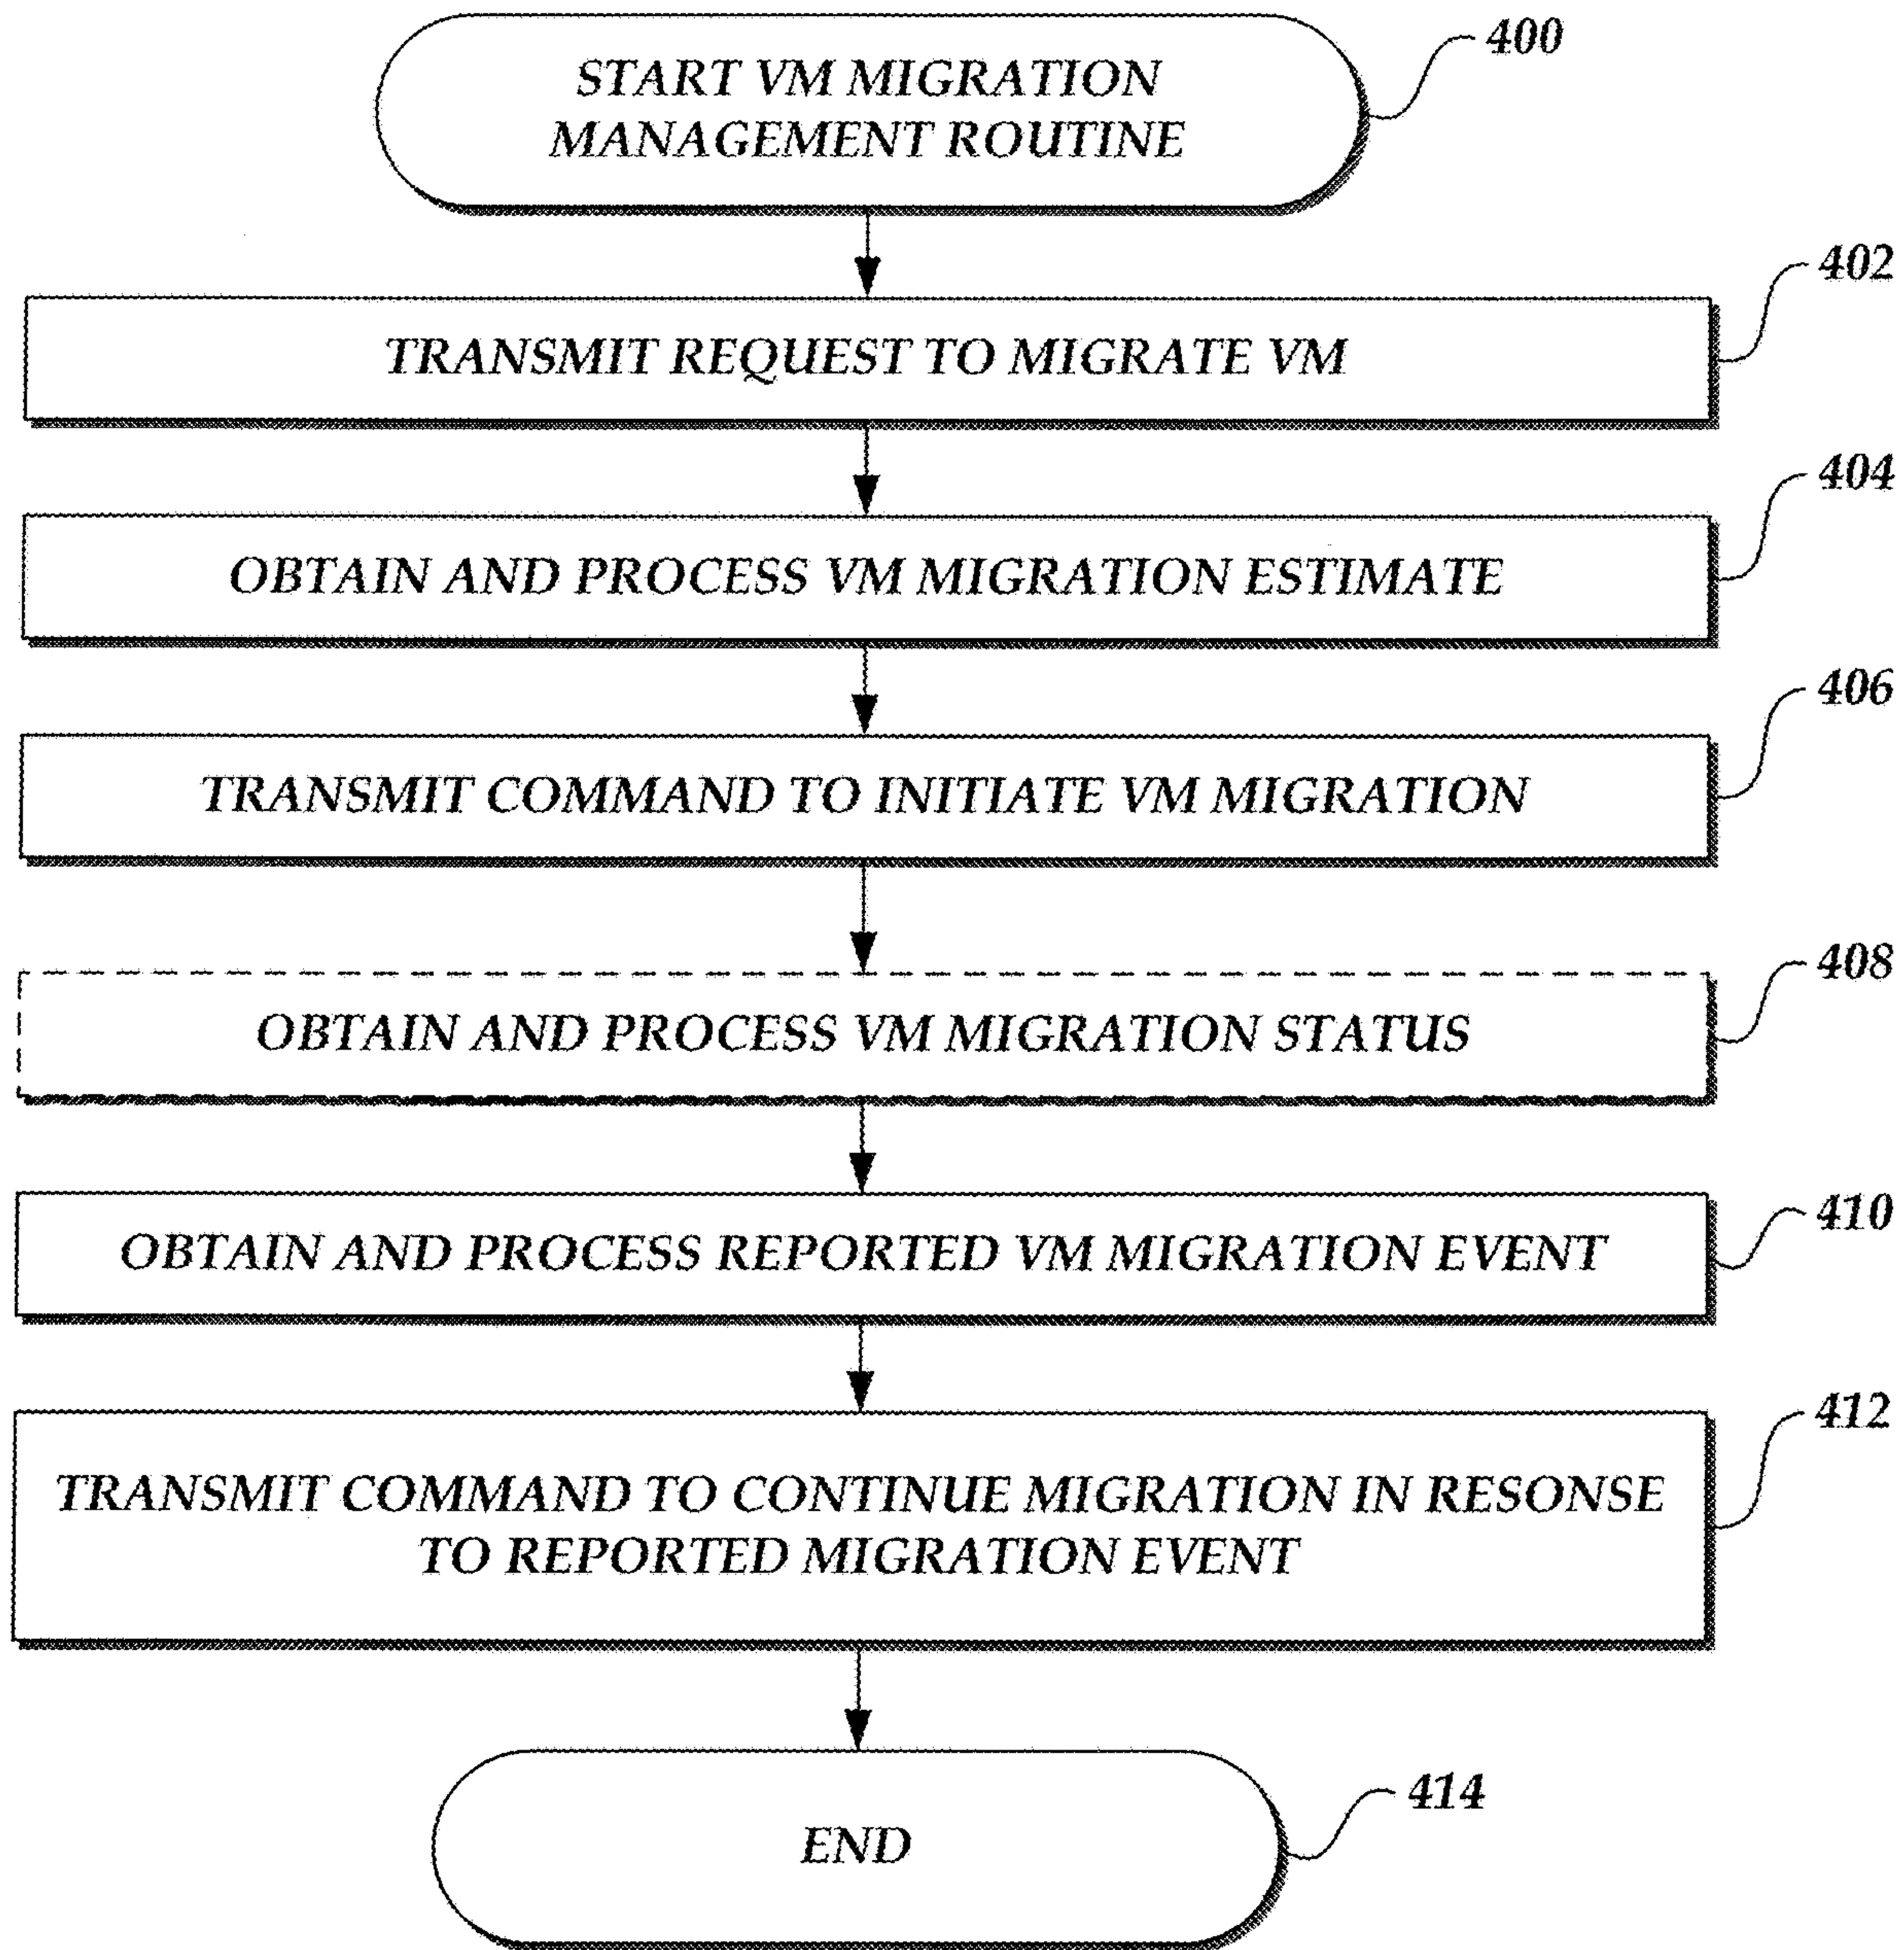 400
START VM MIGRATION
MANAGEMENT ROUTINE
402
TRANSMIT REQUEST TO MIGRATE VM
404
OBTAIN AND PROCESS VM MIGRATION ESTIMATE
406
TRANSMIT COMMAND TO INITIATE VM MIGRATION
408
OBTAIN AND PROCESS VM MIGRATION STATUS
410
OBTAIN AND PROCESS REPORTED VM MIGRATION EVENT
412
TRANSMIT COMMAND TO CONTINUE MIGRATION IN RESONSE
TO REPORTED MIGRATION EVENT
414
END